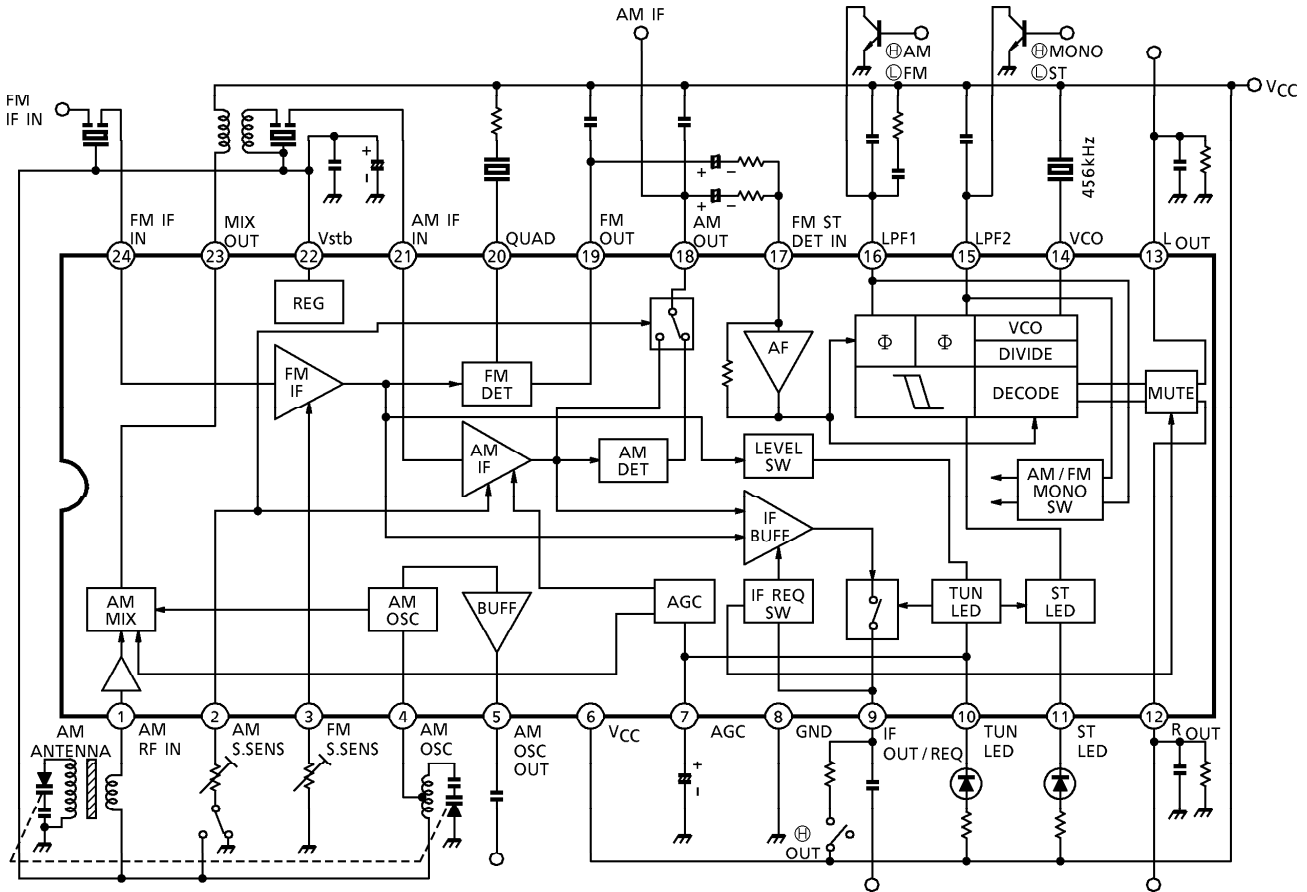 AM IF
Ⓗ AM
Ⓛ FM
Ⓗ MONO
Ⓛ ST
VCC
FM
IF IN
+
-
+
-
+
-
456kHz
FM IF
IN
MIX
OUT
Vstb
AM IF
IN
QUAD
FM
OUT
AM
OUT
FM ST
DET IN
LPF1
LPF2
VCO
L OUT
24
23
22
21
20
19
18
17
16
15
14
13
REG
FM
IF
FM
DET
AF
Φ
Φ
VCO
DIVIDE
DECODE
MUTE
AM
IF
AM
DET
LEVEL
SW
AM/FM
MONO
SW
IF
BUFF
AM
MIX
AM
OSC
BUFF
AGC
IF REQ
SW
TUN
LED
ST
LED
1
2
3
4
5
6
7
8
9
10
11
12
AM
ANTENNA
AM
RF IN
AM
S.SENS
FM
S.SENS
AM
OSC
AM
OSC
OUT
VCC
AGC
GND
IF
OUT/REQ
TUN
LED
ST
LED
R OUT
+
-
Ⓗ
OUT